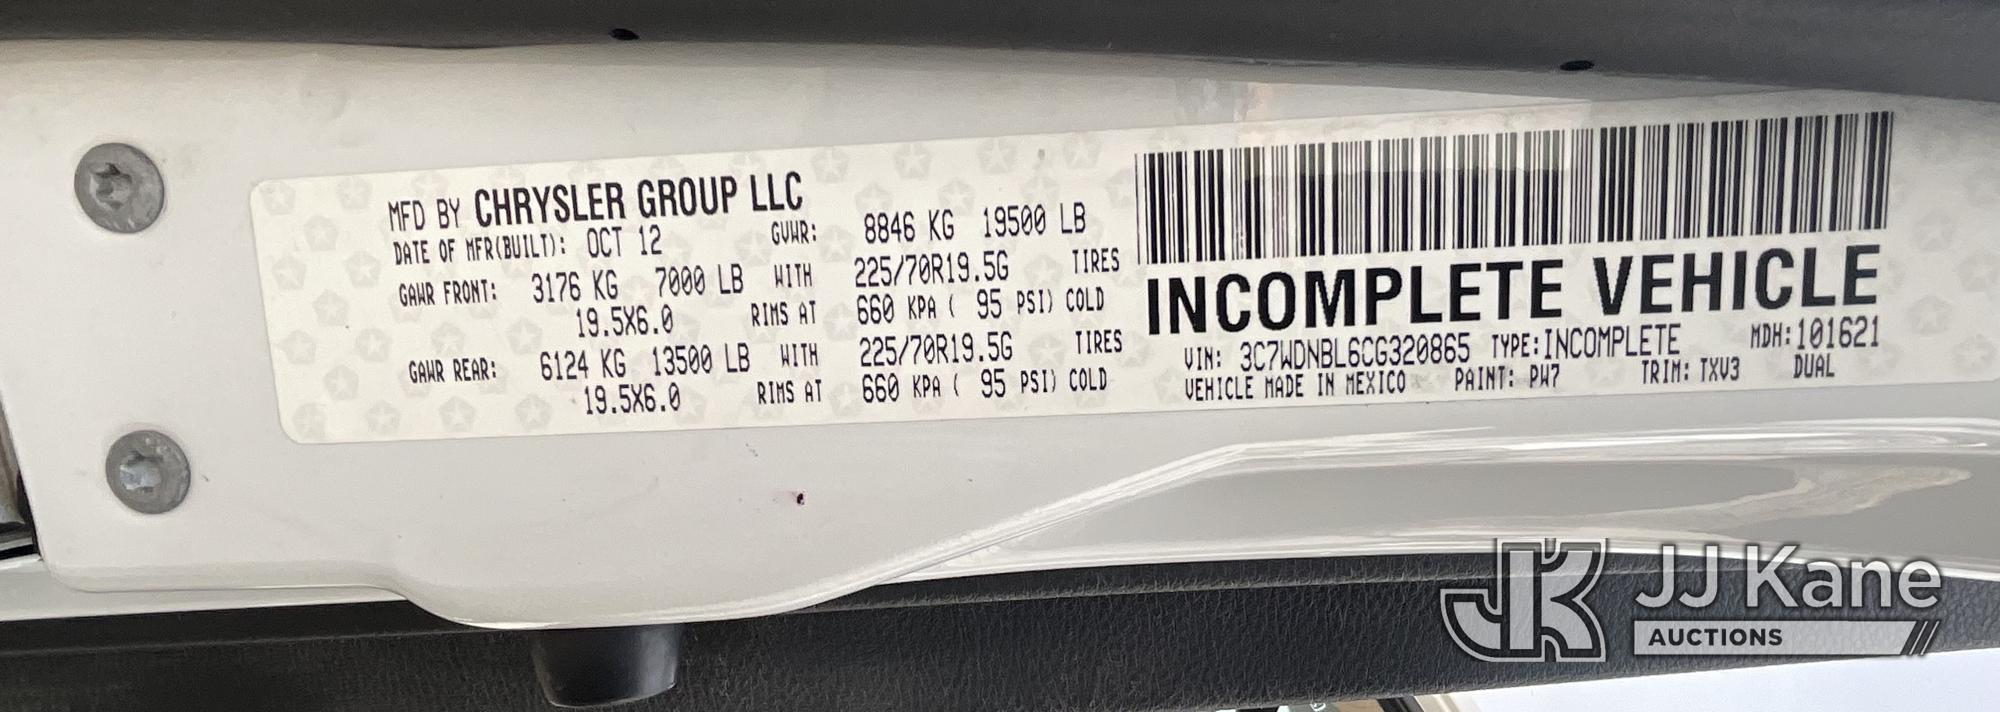 MFD BY CHRYSLER GROUP LLC
DATE OF MFR(BUILT): OCT 12 GVWR: 8846 KG 19500 LB
GAWR FRONT: 3176 KG 7000 LB WITH 225/70R19.5G TIRES
19.5X6.0 RIMS AT 660 KPA ( 95 PSI) COLD
GAWR REAR: 6124 KG 13500 LB WITH 225/70R19.5G TIRES
19.5X6.0 RIMS AT 660 KPA ( 95 PSI) COLD
INCOMPLETE VEHICLE
VIN: 3C7WDNBL6CG320865 TYPE:INCOMPLETE MDH:101621
VEHICLE MADE IN MEXICO PAINT: PW7 TRIM: TXV3 DUAL
JK JJ Kane
AUCTIONS